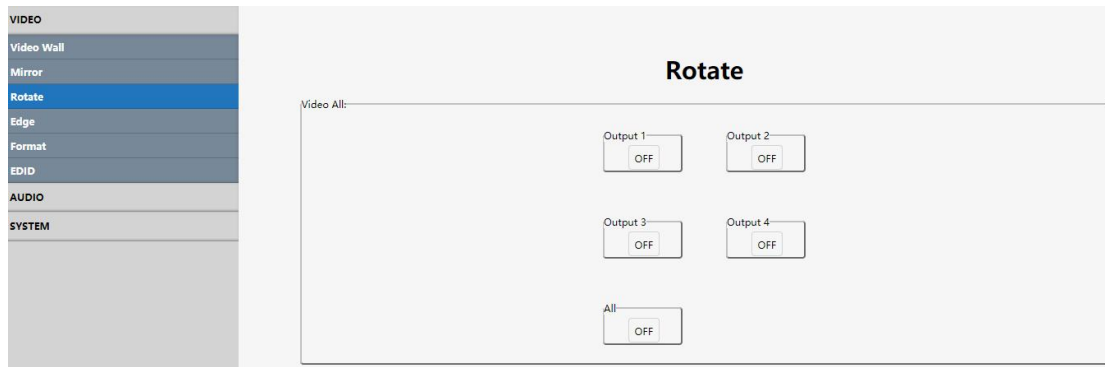 VIDEO
Video Wall
Mirror
Rotate
Edge
Format
EDID
AUDIO
SYSTEM
Rotate
Video All:
Output 1 Output 2
OFF OFF
Output 3 Output 4
OFF OFF
All
OFF